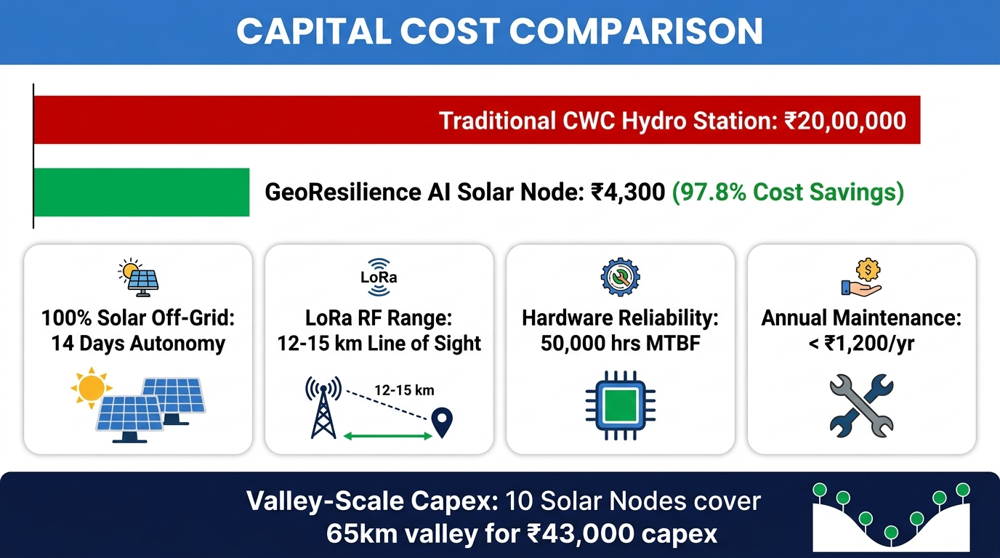 CAPITAL COST COMPARISON
Traditional CWC Hydro Station: ₹20,00,000
GeoResilience AI Solar Node: ₹4,300 (97.8% Cost Savings)
100% Solar Off-Grid:
14 Days Autonomy
LoRa
LoRa RF Range:
12-15 km Line of Sight
12-15 km
Hardware Reliability:
50,000 hrs MTBF
$
Annual Maintenance:
< ₹1,200/yr
Valley-Scale Capex: 10 Solar Nodes cover
65km valley for ₹43,000 capex